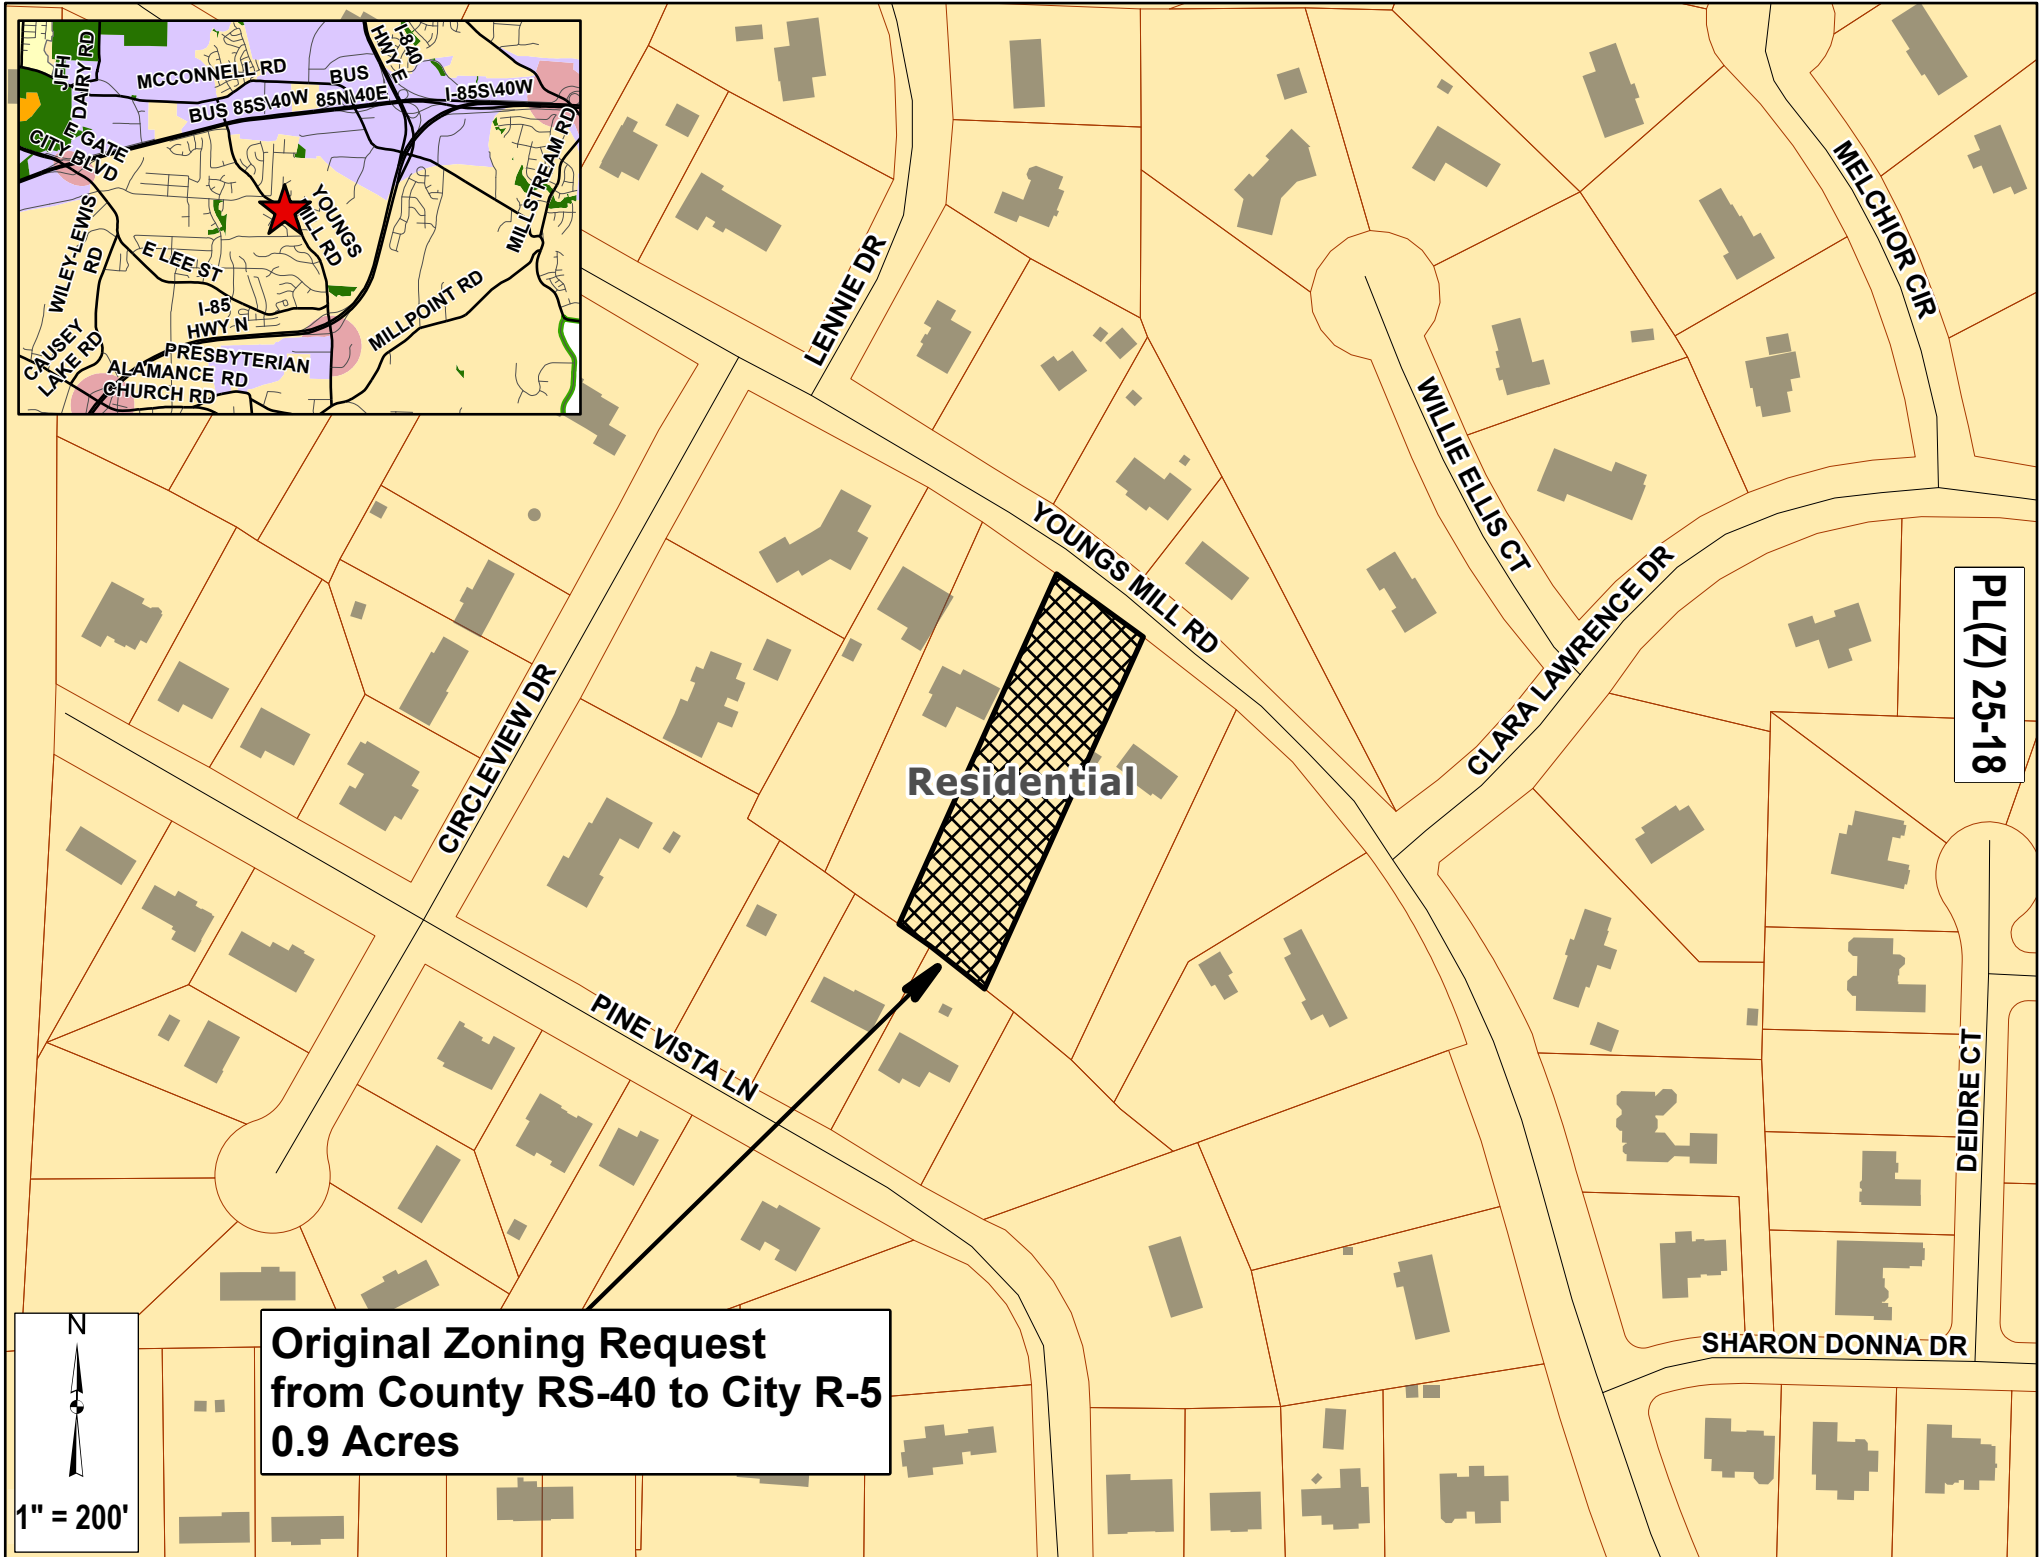 JFH
DAIRY RD
MCCONNELL RD
BUS
HWY E
I-840
BUS 85S\40W
85N\40E
I-85S\40W
E GATE
CITY BLVD
WILEY-LEWIS
RD
E LEE ST
YOUNGS
MILL RD
MILLSTREAM RD
I-85
HWY N
MILLPOINT RD
CAUSEY
LAKE RD
PRESBYTERIAN
ALAMANCE RD
CHURCH RD
LENNIE DR
MELCHIOR CIR
WILLIE ELLIS CT
YOUNGS MILL RD
CLARA LAWRENCE DR
PL(Z) 25-18
CIRCLEVIEW DR
Residential
PINE VISTA LN
DEIDRE CT
SHARON DONNA DR
Original Zoning Request
from County RS-40 to City R-5
0.9 Acres
N
1" = 200'